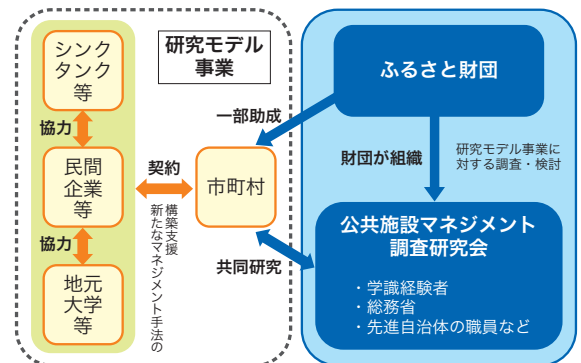 シンク
タンク
等
協力
民間
企業
等
協力
地元
大学
等
研究モデル
事業
一部助成
契約
市町村
新たなマネジメント手法の
構築支援
共同研究
ふるさと財団
財団が組織
研究モデル事業に
対する調査・検討
公共施設マネジメント
調査研究会
・学識経験者
・総務省
・先進自治体の職員など